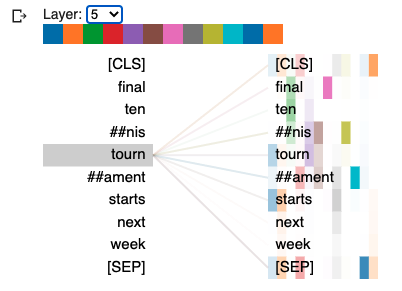 Layer: 5
[CLS] [CLS]
final final
ten ten
##nis ##nis
tourn tourn
##ament ##ament
starts starts
next next
week week
[SEP] [SEP]